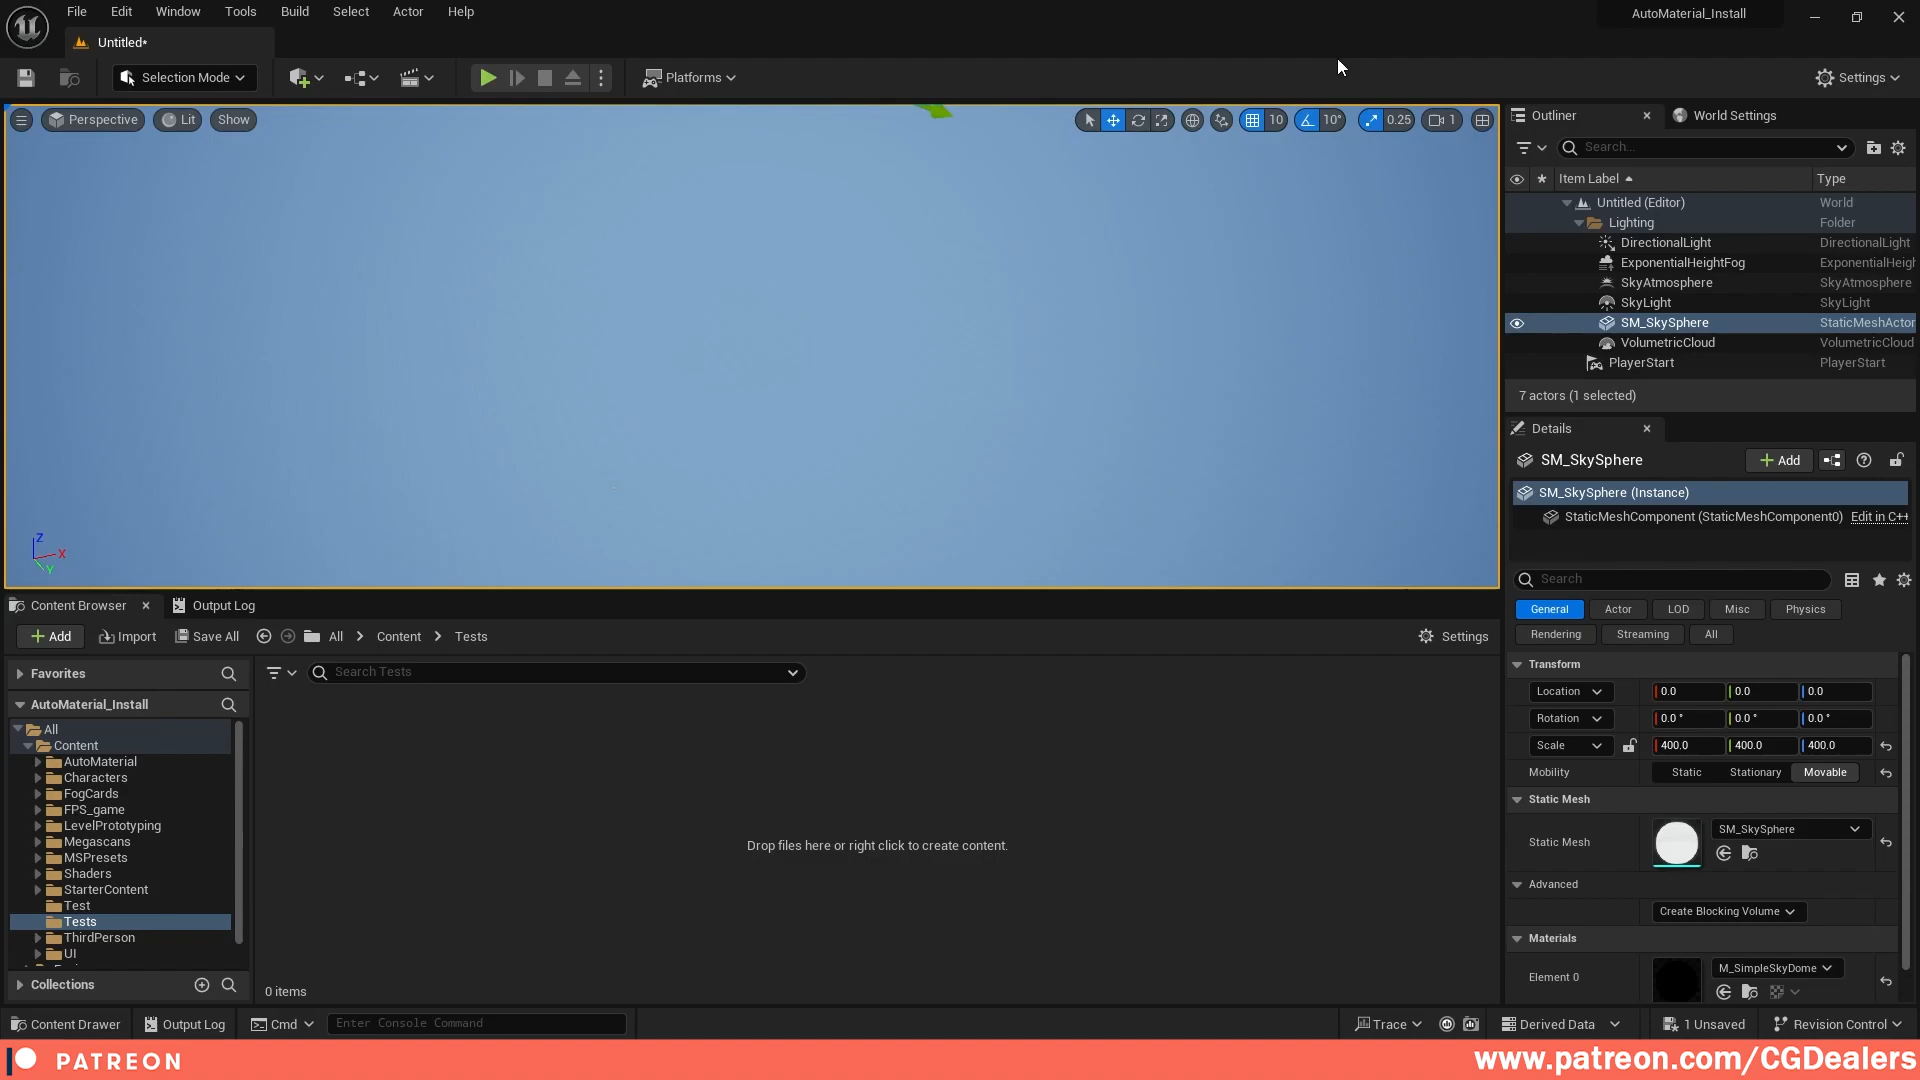 File Edit Window Tools Build Select Actor Help
AutoMaterial_Install
Untitled*
Selection Mode
Platforms
Settings
Perspective Lit Show
10 10° 0.25 1
Outliner World Settings
Search...
Item Label Type
Untitled (Editor) World
Lighting Folder
DirectionalLight DirectionalLight
ExponentialHeightFog ExponentialHeigh
SkyAtmosphere SkyAtmosphere
SkyLight SkyLight
SM_SkySphere StaticMeshActor
VolumetricCloud VolumetricCloud
PlayerStart PlayerStart
7 actors (1 selected)
Details
SM_SkySphere Add
SM_SkySphere (Instance)
StaticMeshComponent (StaticMeshComponent0) Edit in C++
Search
General Actor LOD Misc Physics
Rendering Streaming All
Transform
Location 0.0 0.0 0.0
Rotation 0.0 ° 0.0 ° 0.0 °
Scale 400.0 400.0 400.0
Mobility Static Stationary Movable
Static Mesh
Static Mesh SM_SkySphere
Advanced
Create Blocking Volume
Materials
Element 0 M_SimpleSkyDome
Z
X
Y
Content Browser Output Log
Add Import Save All All Content Tests Settings
Favorites
Search Tests
AutoMaterial_Install
All
Content
AutoMaterial
Characters
FogCards
FPS_game
LevelPrototyping
Megascans
MSPresets
Shaders
StarterContent
Test
Tests
ThirdPerson
UI
Drop files here or right click to create content.
Collections
0 items
Content Drawer Output Log Cmd Enter Console Command
Trace Derived Data 1 Unsaved Revision Control
PATREON
www.patreon.com/CGDealers